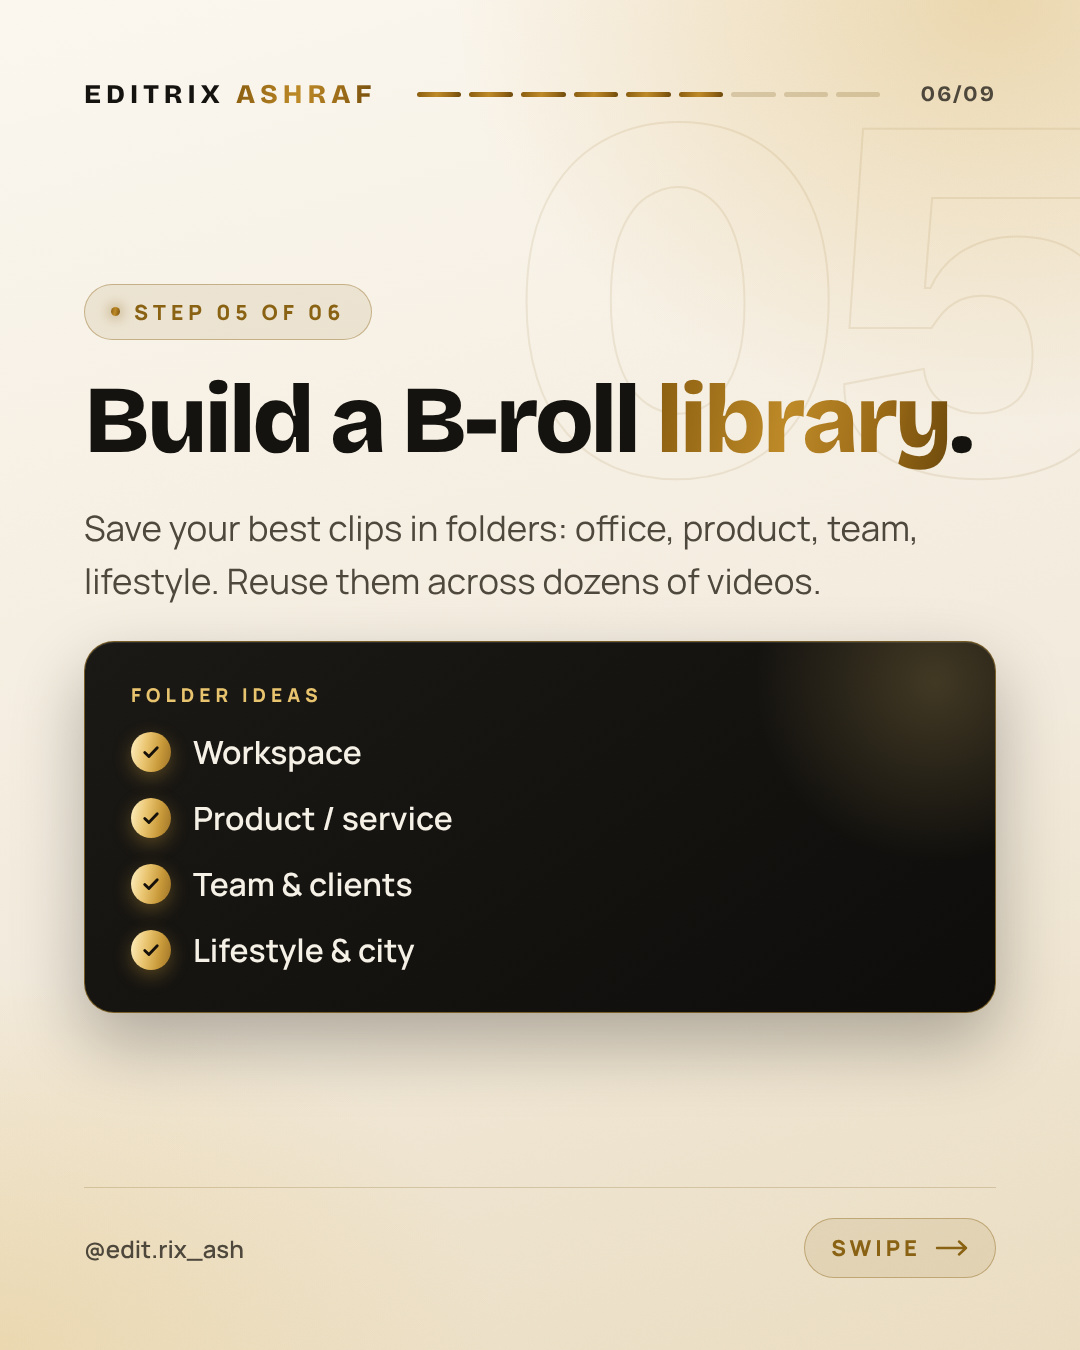 EDITRIX ASHRAF
06/09
05
STEP 05 OF 06
Build a B-roll library.
Save your best clips in folders: office, product, team,
lifestyle. Reuse them across dozens of videos.
FOLDER IDEAS
Workspace
Product / service
Team & clients
Lifestyle & city
@edit.rix_ash
SWIPE →